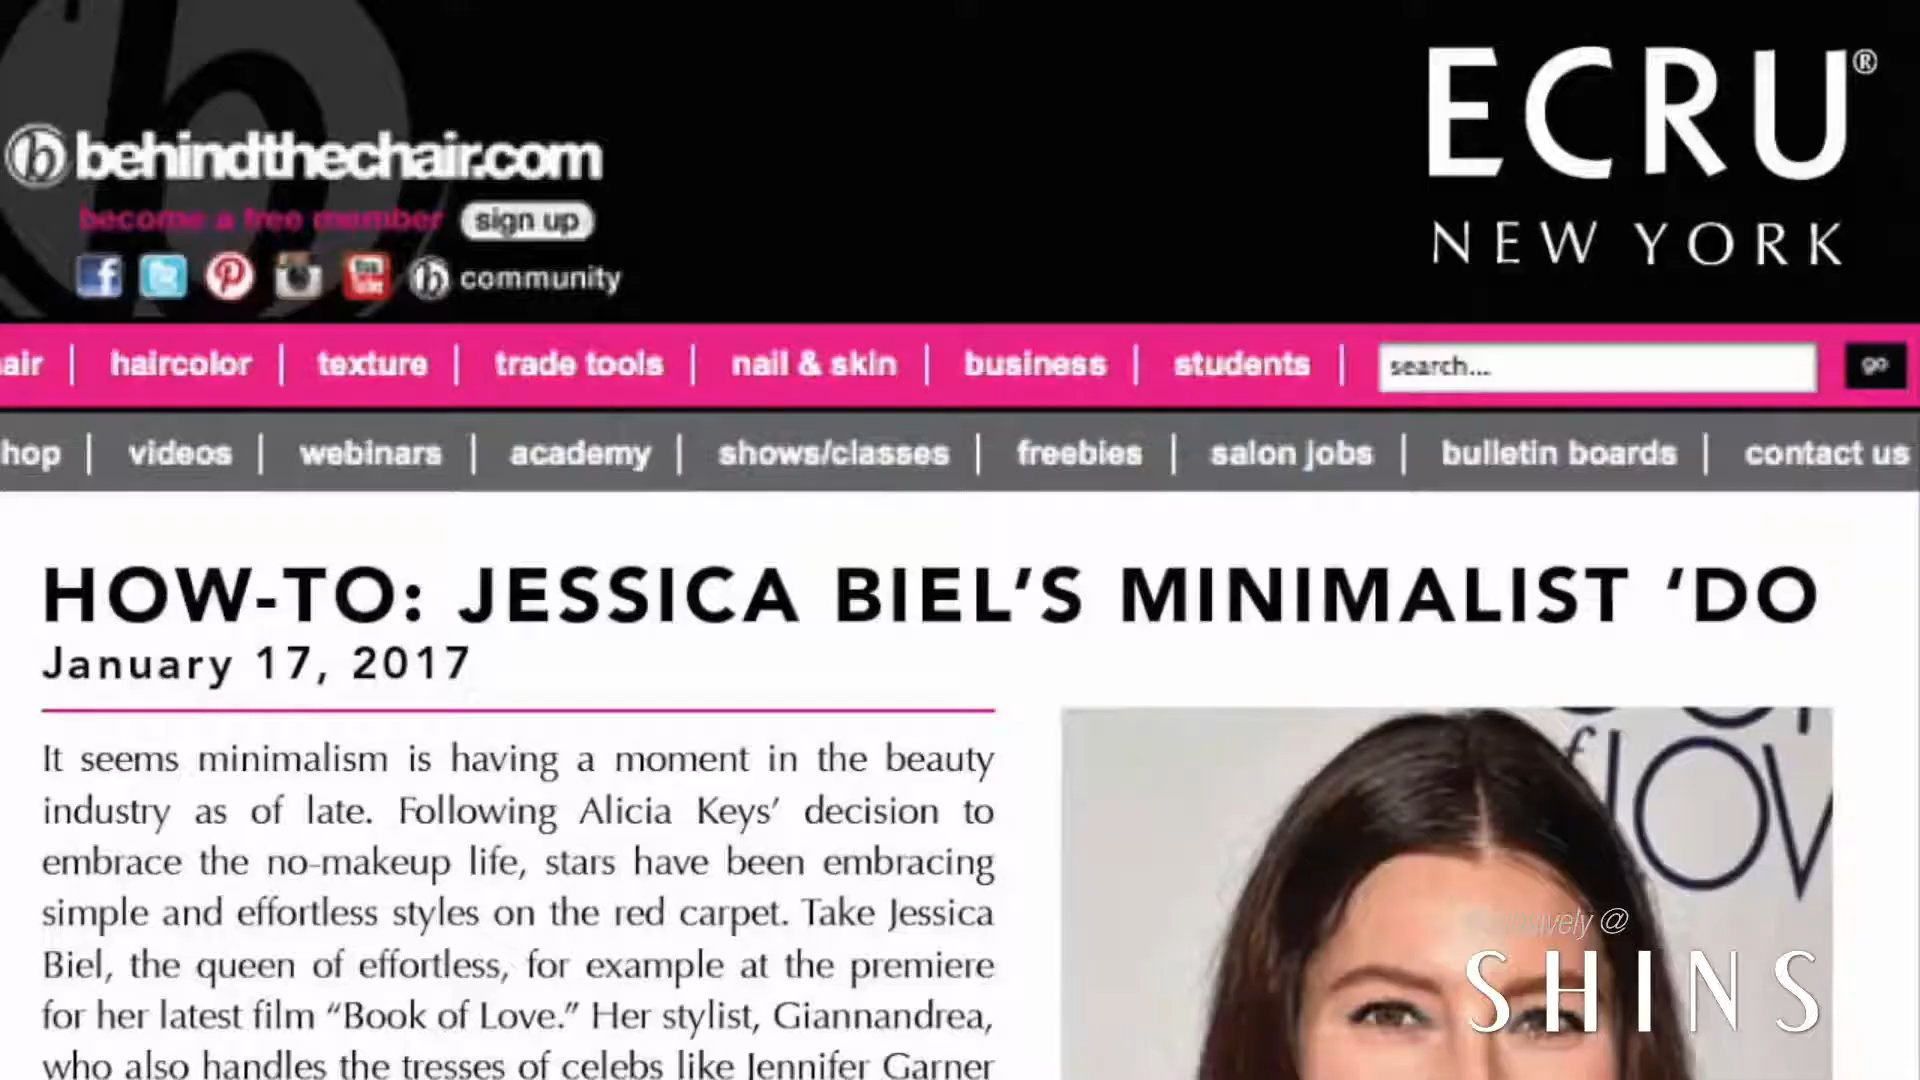 ECRU®
NEW YORK
behindthechair.com
become a free member sign up
community
air | haircolor | texture | trade tools | nail & skin | business | students | search... go
hop | videos | webinars | academy | shows/classes | freebies | salon jobs | bulletin boards | contact us
HOW-TO: JESSICA BIEL’S MINIMALIST ‘DO
January 17, 2017
It seems minimalism is having a moment in the beauty
industry as of late. Following Alicia Keys’ decision to
embrace the no-makeup life, stars have been embracing
simple and effortless styles on the red carpet. Take Jessica
Biel, the queen of effortless, for example at the premiere
for her latest film “Book of Love.” Her stylist, Giannandrea,
who also handles the tresses of celebs like Jennifer Garner
of
LOV
@
SHINS